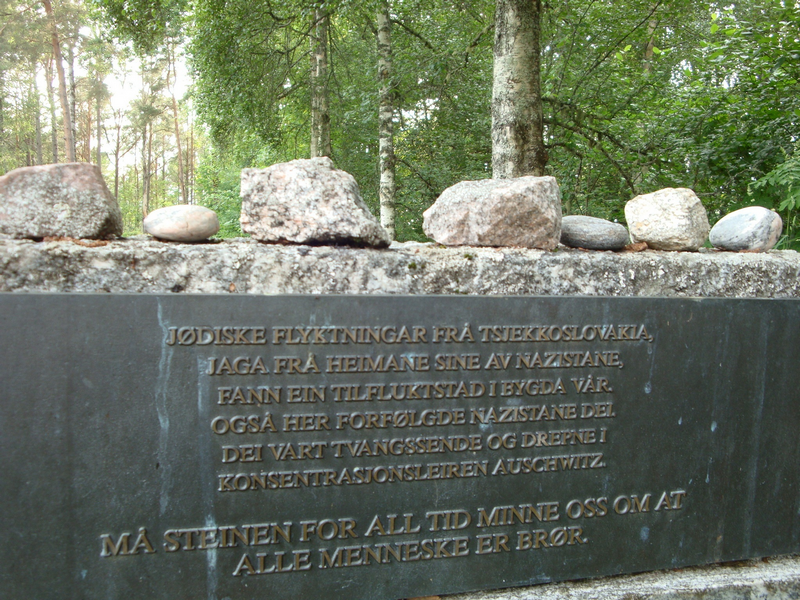 JØDISKE FLYKTNINGAR FRÅ TSJEKKOSLOVAKIA,
JAGA FRÅ HEIMANE SINE AV NAZISTANE,
FANN EIN TILFLUKTSTAD I BYGDA VÅR.
OGSÅ HER FORFØLGDE NAZISTANE DEI.
DEI VART TVANGSSENDE OG DREPNE I
KONSENTRASJONSLEIREN AUSCHWITZ.
MÅ STEINEN FOR ALL TID MINNE OSS OM AT
ALLE MENNESKE ER BRØR.